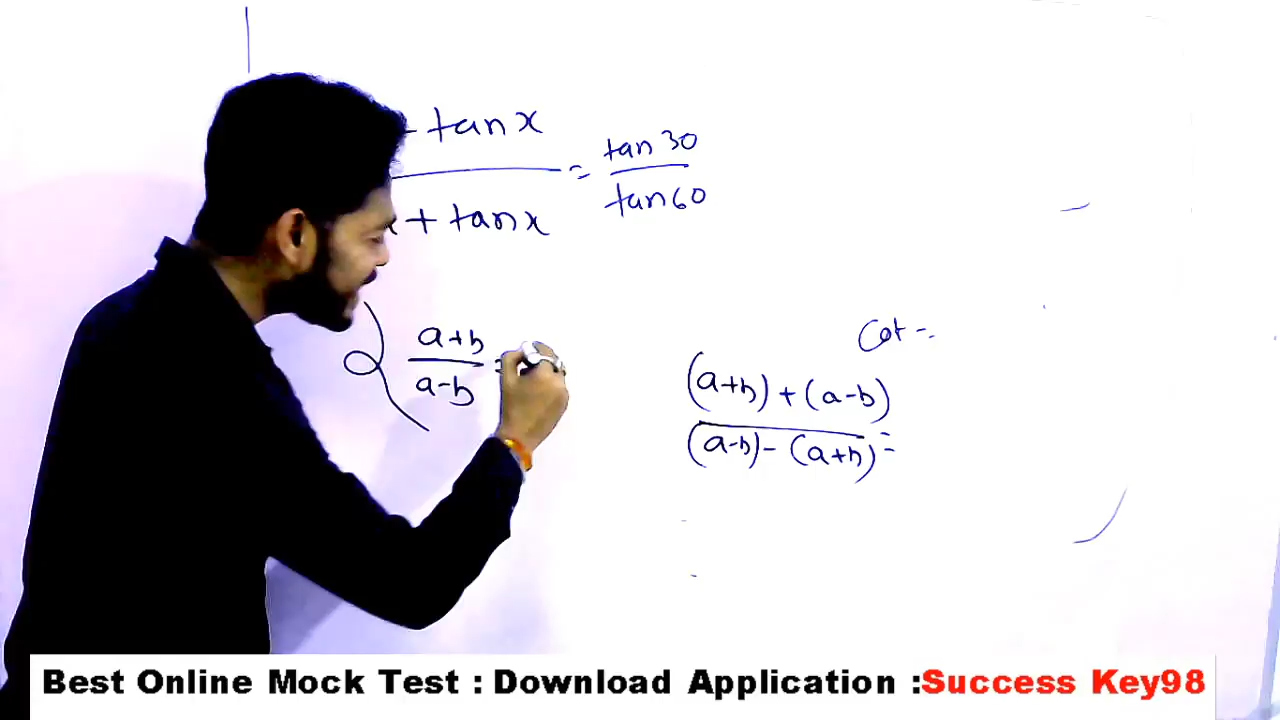 - tan x / + tan x = tan 30 / tan 60
a+b / a-b =
Cot =
(a+b) + (a-b) / (a-b) - (a+b) =
Best Online Mock Test : Download Application :Success Key98